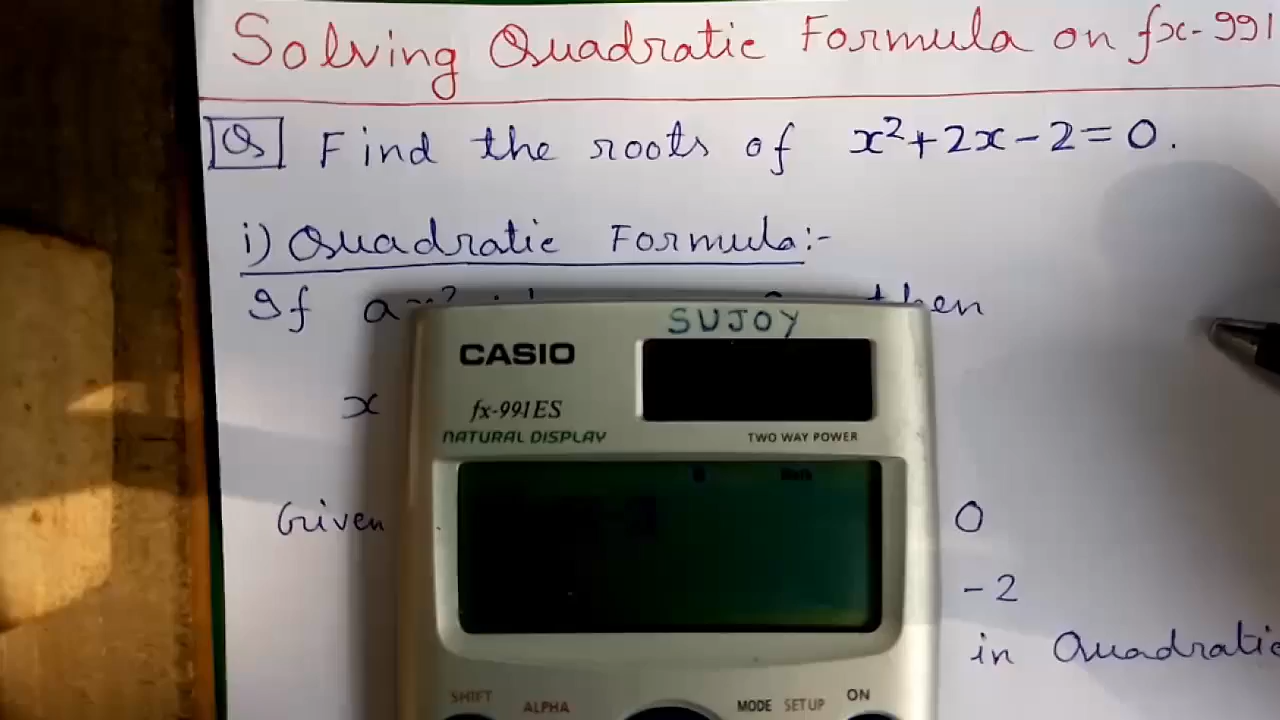 Solving Quadratic Formula on fx-991
Q Find the roots of x²+2x-2=0.
i) Quadratic Formula:-
If then
SUJOY
CASIO
x
fx-991ES
NATURAL DISPLAY TWO WAY POWER
Math
Given 0
-2
in Quadratic
SHIFT ALPHA MODE SETUP ON